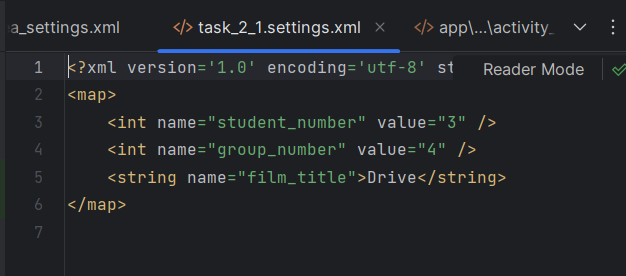 a_settings.xml
</> task_2_1.settings.xml ×
</> app\...\activity_
1 <?xml version='1.0' encoding='utf-8' st
Reader Mode
2 <map>
3 <int name="student_number" value="3" />
4 <int name="group_number" value="4" />
5 <string name="film_title">Drive</string>
6 </map>
7